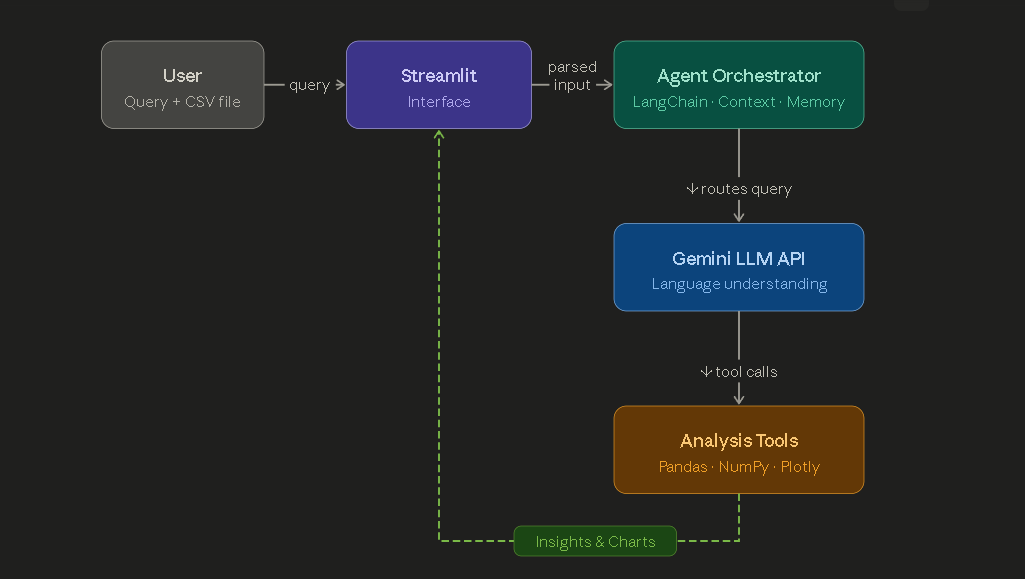 User
Query + CSV file
query
Streamlit
Interface
parsed
input
Agent Orchestrator
LangChain · Context · Memory
↓ routes query
Gemini LLM API
Language understanding
↓ tool calls
Analysis Tools
Pandas · NumPy · Plotly
Insights & Charts